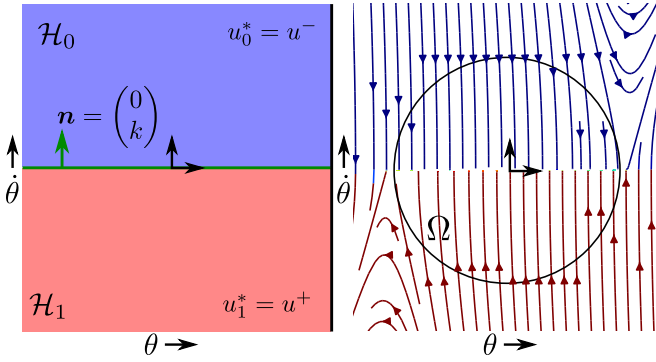 𝓗₀
u₀* = u⁻
n = (0 k)
θ̇
𝓗₁
u₁* = u⁺
θ
θ̇
Ω
θ